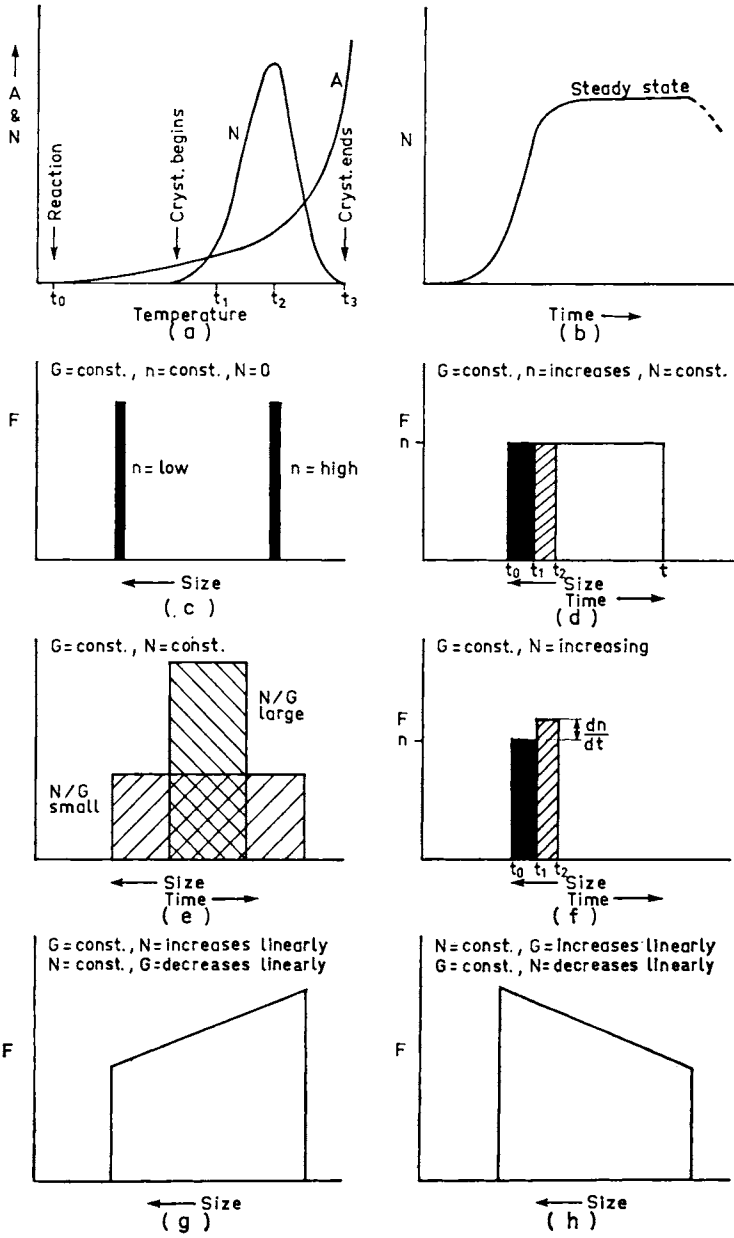 A & N
Reaction
Cryst. begins
N
A
Cryst. ends
t₀
t₁
t₂
t₃
Temperature
(a)
N
Steady state
Time
(b)
G=const., n=const., N=0
F
n=low
n=high
Size
(c)
G=const., n=increases, N=const.
F
n
t₀
t₁
t₂
t
Size
Time
(d)
G=const., N=const.
N/G
large
N/G
small
Size
Time
(e)
G=const., N=increasing
F
n
dn
dt
t₀
t₁
t₂
Size
Time
(f)
G=const., N=increases linearly
N=const., G=decreases linearly
F
Size
(g)
N=const., G=increases linearly
G=const., N=decreases linearly
F
Size
(h)